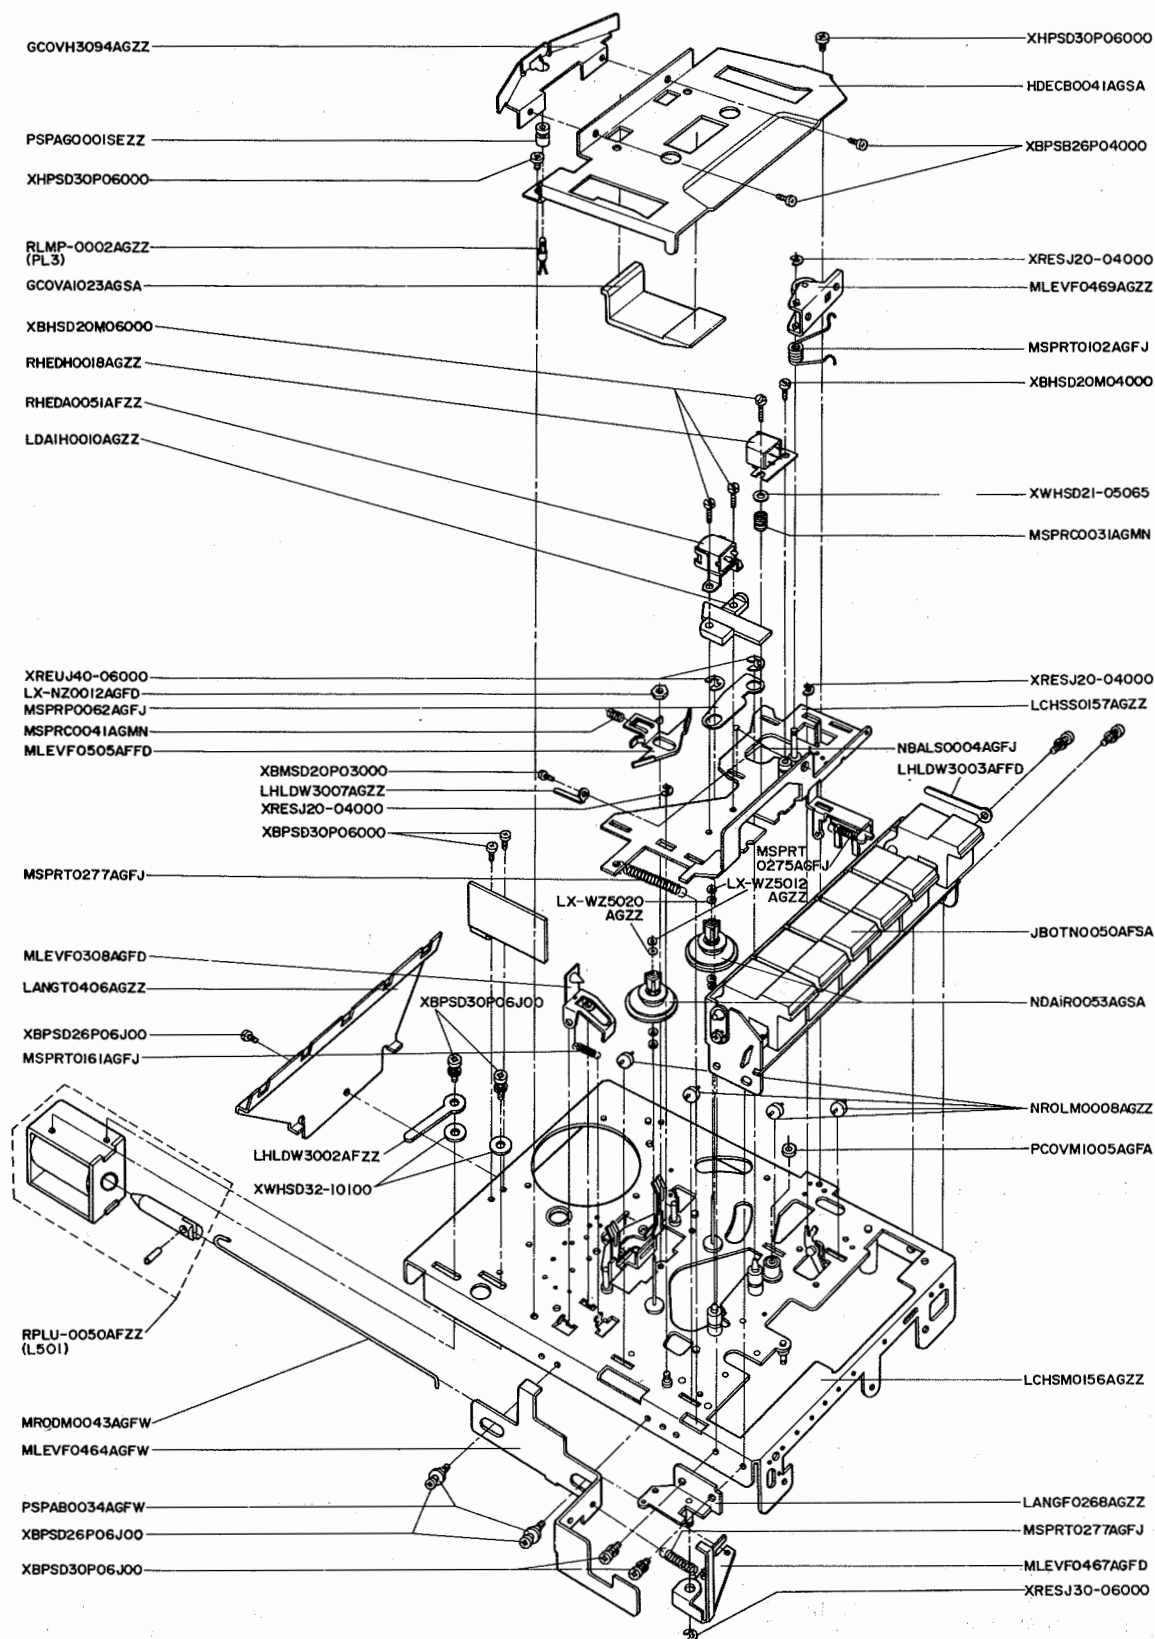 GCOVH3094AGZZ
XHPSD30P06000
HDECB0041AGSA
PSPAG0001SEZZ
XBPSB26P04000
XHPSD30P06000
RLMP-0002AGZZ
(PL3)
XRESJ20-04000
GCOVA1023AGSA
MLEVF0469AGZZ
XBHSD20M06000
MSPRT0102AGFJ
RHEDH0018AGZZ
XBHSD20M04000
RHEDA0051AFZZ
LDAIH0010AGZZ
XWHSD21-05065
MSPRC0031AGMN
XREUJ40-06000
XRESJ20-04000
LX-NZ0012AGFD
LCHSS0157AGZZ
MSPRP0062AGFJ
MSPRC0041AGMN
NBALS0004AGFJ
MLEVF0505AFFD
LHLDW3003AFFD
XBMSD20P03000
LHLDW3007AGZZ
XRESJ20-04000
XBPSD30P06000
MSPRT
0275AGFJ
MSPRT0277AGFJ
LX-WZ5012
AGZZ
LX-WZ5020
AGZZ
JBOTN0050AFSA
MLEVF0308AGFD
LANGT0406AGZZ
XBPSD30P06J00
NDAiR0053AGSA
XBPSD26P06J00
MSPRT0161AGFJ
NROLM0008AGZZ
LHLDW3002AFZZ
PCOVM1005AGFA
XWHSD32-10100
RPLU-0050AFZZ
(L501)
LCHSM0156AGZZ
MRODM0043AGFW
MLEVF0464AGFW
PSPAB0034AGFW
LANGF0268AGZZ
XBPSD26P06J00
MSPRT0277AGFJ
XBPSD30P06J00
MLEVF0467AGFD
XRESJ30-06000